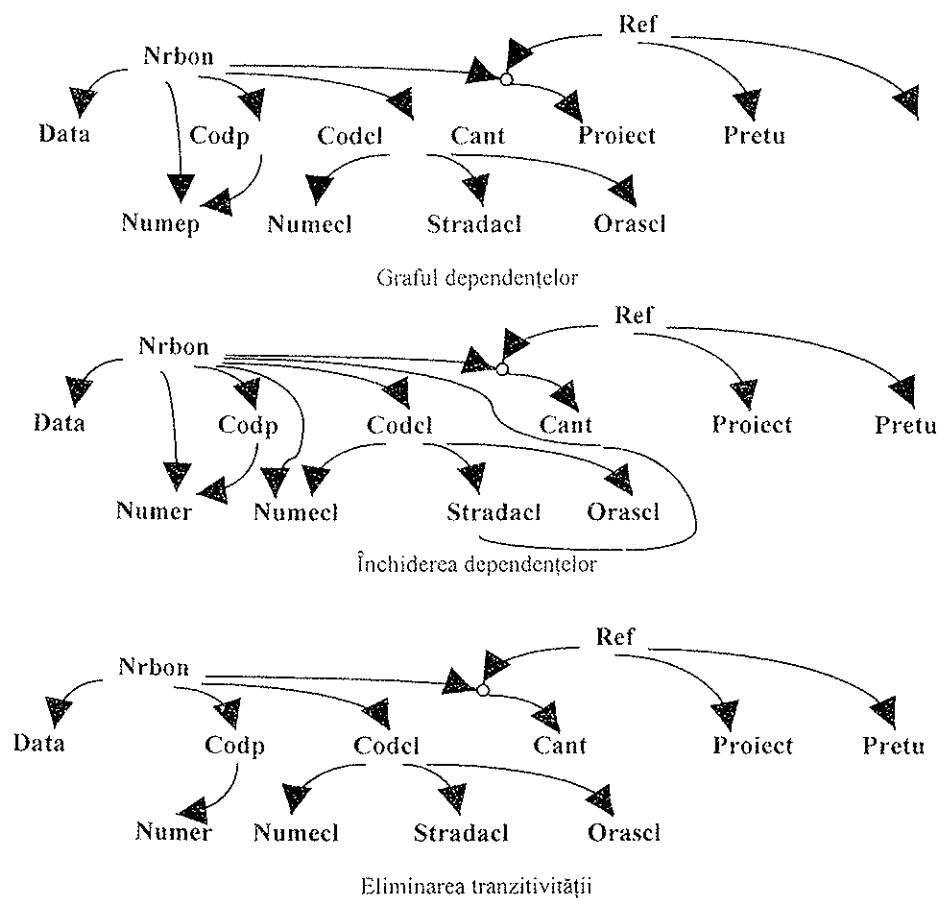 Ref
Nrbon
Data Codp Codcl Cant Proiect Pretu
Numep Numecl Stradacl Orascl
Graful dependențelor
Ref
Nrbon
Data Codp Codcl Cant Proiect Pretu
Numer Numecl Stradacl Orascl
Închiderea dependențelor
Ref
Nrbon
Data Codp Codcl Cant Proiect Pretu
Numer Numecl Stradacl Orascl
Eliminarea tranzitivității